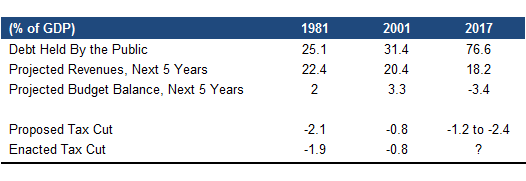 (% of GDP) 1981 2001 2017
Debt Held By the Public 25.1 31.4 76.6
Projected Revenues, Next 5 Years 22.4 20.4 18.2
Projected Budget Balance, Next 5 Years 2 3.3 -3.4
Proposed Tax Cut -2.1 -0.8 -1.2 to -2.4
Enacted Tax Cut -1.9 -0.8 ?